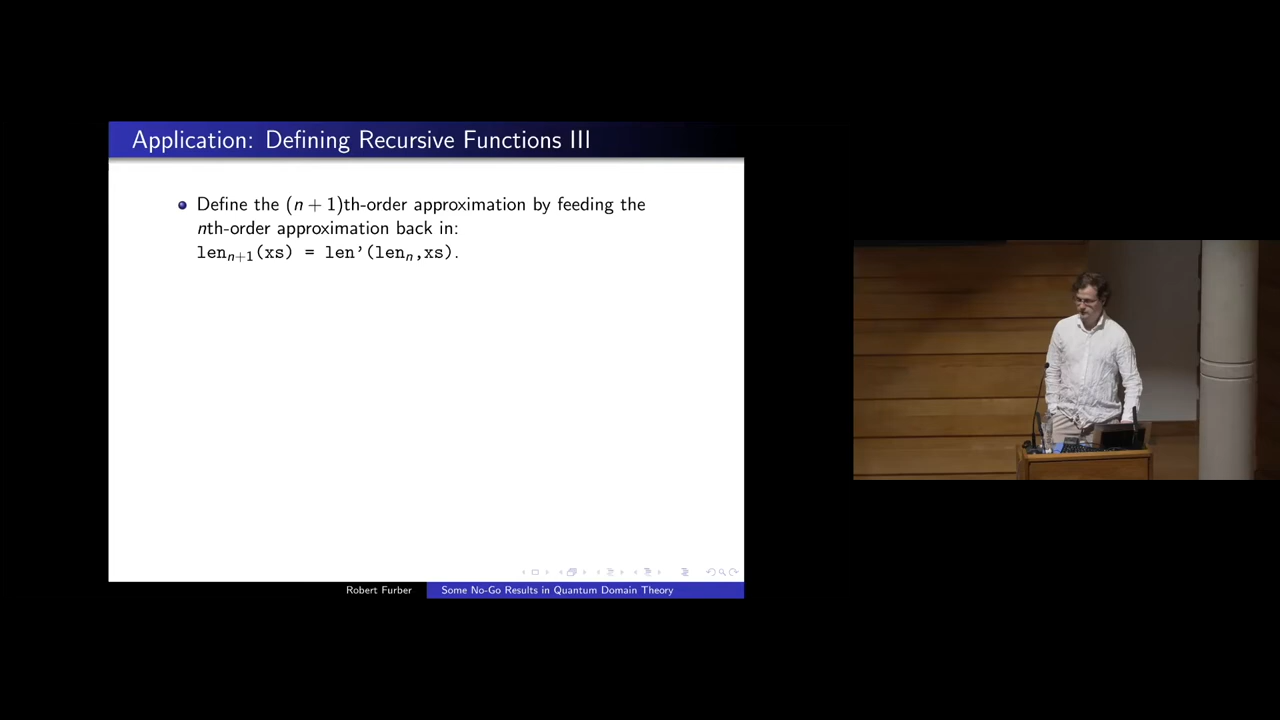 Application: Defining Recursive Functions III
Define the (n + 1)th-order approximation by feeding the
nth-order approximation back in:
lenₙ₊₁(xs) = len’(lenₙ,xs).
Robert Furber
Some No-Go Results in Quantum Domain Theory